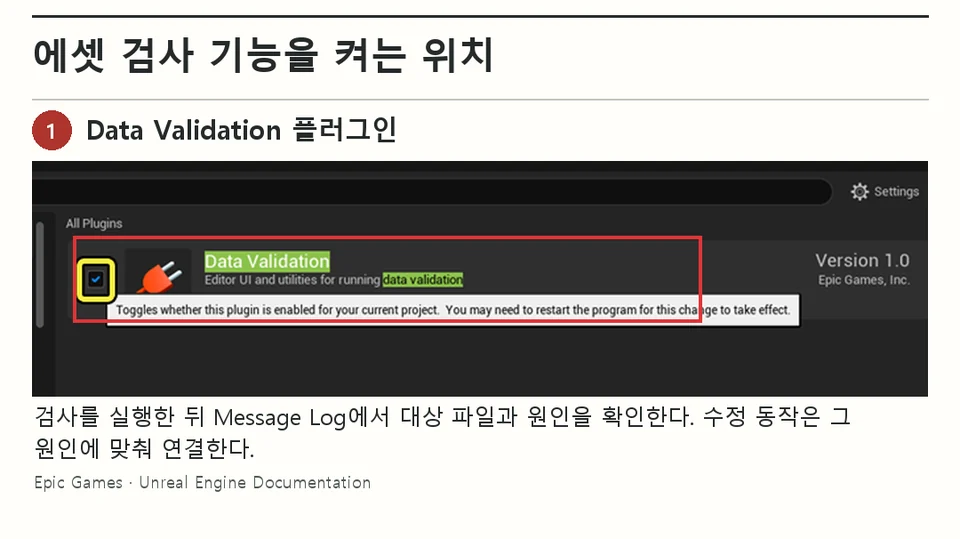 에셋 검사 기능을 켜는 위치
1 Data Validation 플러그인
Settings
All Plugins
Data Validation
Version 1.0
Editor UI and utilities for running data validation
Epic Games, Inc.
Toggles whether this plugin is enabled for your current project. You may need to restart the program for this change to take effect.
검사를 실행한 뒤 Message Log에서 대상 파일과 원인을 확인한다. 수정 동작은 그
원인에 맞춰 연결한다.
Epic Games · Unreal Engine Documentation